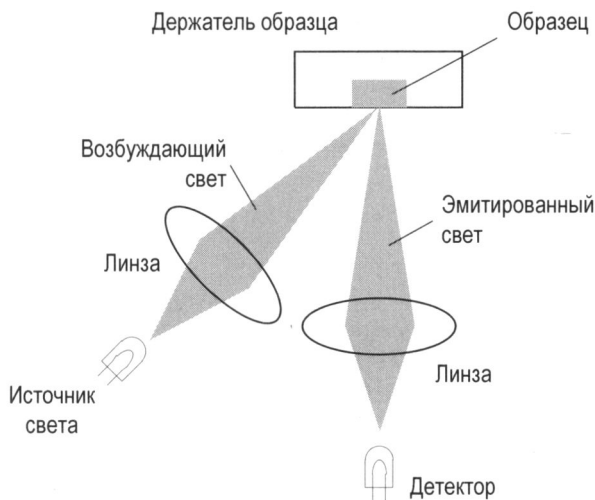 Держатель образца
Образец
Возбуждающий
свет
Эмитированный
свет
Линза
Линза
Источник
света
Детектор